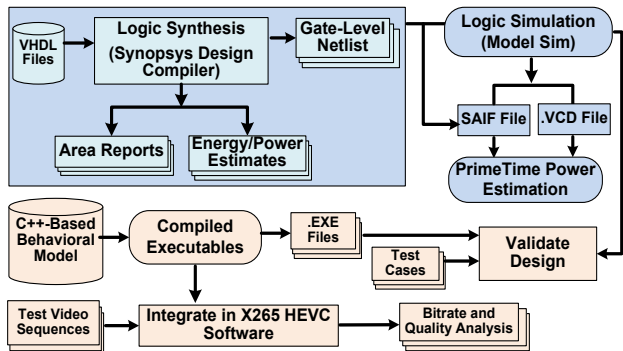 VHDL
Files
Logic Synthesis
(Synopsys Design
Compiler)
Gate-Level
Netlist
Logic Simulation
(Model Sim)
Area Reports
Energy/Power
Estimates
SAIF File
.VCD File
PrimeTime Power
Estimation
C++-Based
Behavioral
Model
Compiled
Executables
.EXE
Files
Test
Cases
Validate
Design
Test Video
Sequences
Integrate in X265 HEVC
Software
Bitrate and
Quality Analysis